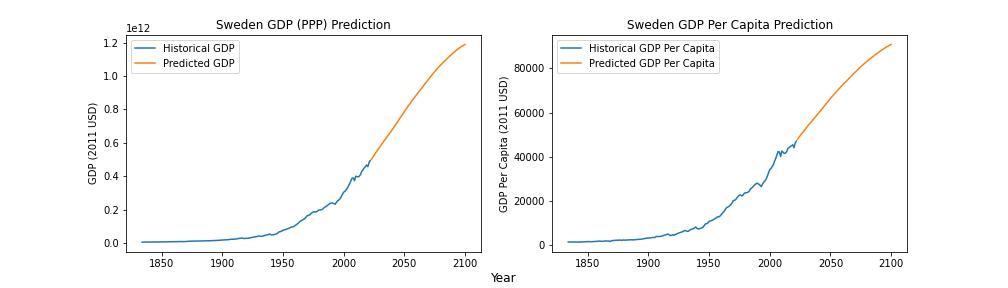 Sweden GDP (PPP) Prediction
1e12
Historical GDP
Predicted GDP
GDP (2011 USD)
1.2
1.0
0.8
0.6
0.4
0.2
0.0
1850 1900 1950 2000 2050 2100
Sweden GDP Per Capita Prediction
Historical GDP Per Capita
Predicted GDP Per Capita
GDP Per Capita (2011 USD)
80000
60000
40000
20000
0
1850 1900 1950 2000 2050 2100
Year